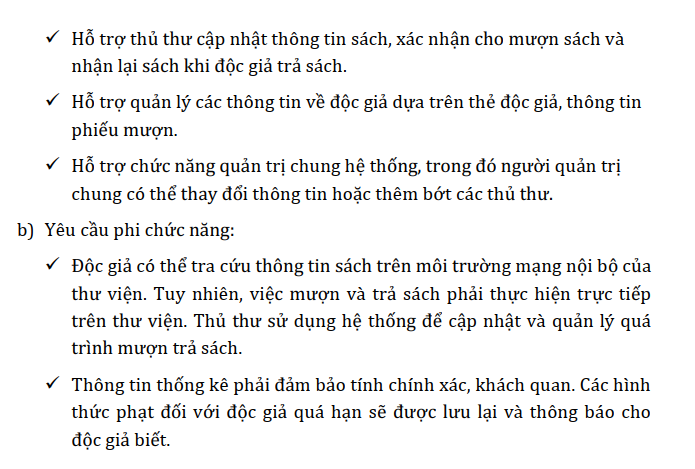 ✓ Hỗ trợ thủ thư cập nhật thông tin sách, xác nhận cho mượn sách và
nhận lại sách khi độc giả trả sách.
✓ Hỗ trợ quản lý các thông tin về độc giả dựa trên thẻ độc giả, thông tin
phiếu mượn.
✓ Hỗ trợ chức năng quản trị chung hệ thống, trong đó người quản trị
chung có thể thay đổi thông tin hoặc thêm bớt các thủ thư.
b) Yêu cầu phi chức năng:
✓ Độc giả có thể tra cứu thông tin sách trên môi trường mạng nội bộ của
thư viện. Tuy nhiên, việc mượn và trả sách phải thực hiện trực tiếp
trên thư viện. Thủ thư sử dụng hệ thống để cập nhật và quản lý quá
trình mượn trả sách.
✓ Thông tin thống kê phải đảm bảo tính chính xác, khách quan. Các hình
thức phạt đối với độc giả quá hạn sẽ được lưu lại và thông báo cho
độc giả biết.